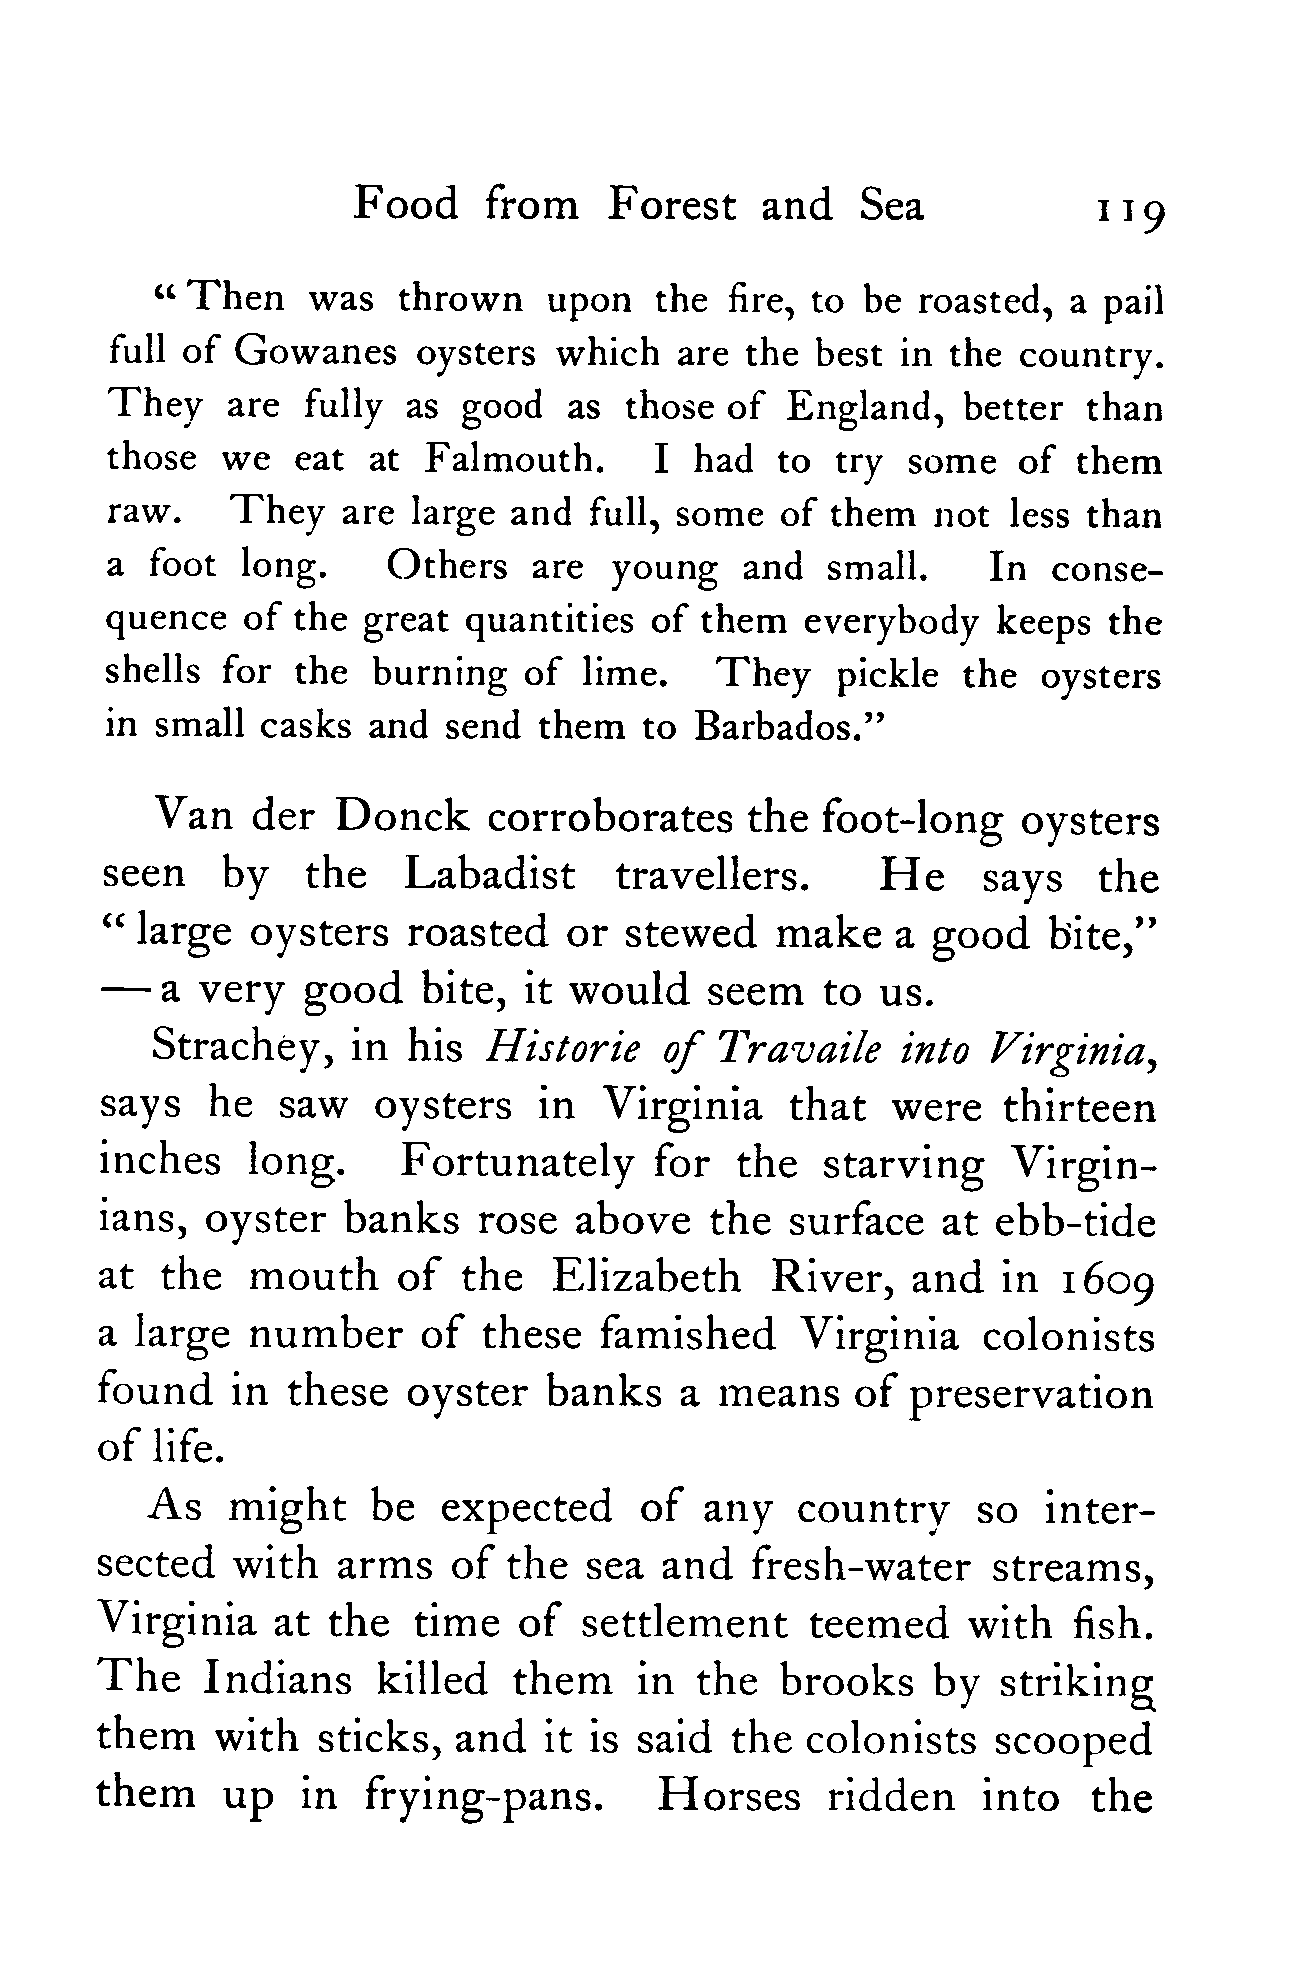 Food from Forest and Sea 119
“Then was thrown upon the fire, to be roasted, a pail
full of Gowanes oysters which are the best in the country.
They are fully as good as those of England, better than
those we eat at Falmouth. I had to try some of them
raw. They are large and full, some of them not less than
a foot long. Others are young and small. In conse-
quence of the great quantities of them everybody keeps the
shells for the burning of lime. They pickle the oysters
in small casks and send them to Barbados.”
Van der Donck corroborates the foot-long oysters
seen by the Labadist travellers. He says the
“large oysters roasted or stewed make a good bite,”
— a very good bite, it would seem to us.
Strachey, in his Historie of Travaile into Virginia,
says he saw oysters in Virginia that were thirteen
inches long. Fortunately for the starving Virgin-
ians, oyster banks rose above the surface at ebb-tide
at the mouth of the Elizabeth River, and in 1609
a large number of these famished Virginia colonists
found in these oyster banks a means of preservation
of life.
As might be expected of any country so inter-
sected with arms of the sea and fresh-water streams,
Virginia at the time of settlement teemed with fish.
The Indians killed them in the brooks by striking
them with sticks, and it is said the colonists scooped
them up in frying-pans. Horses ridden into the